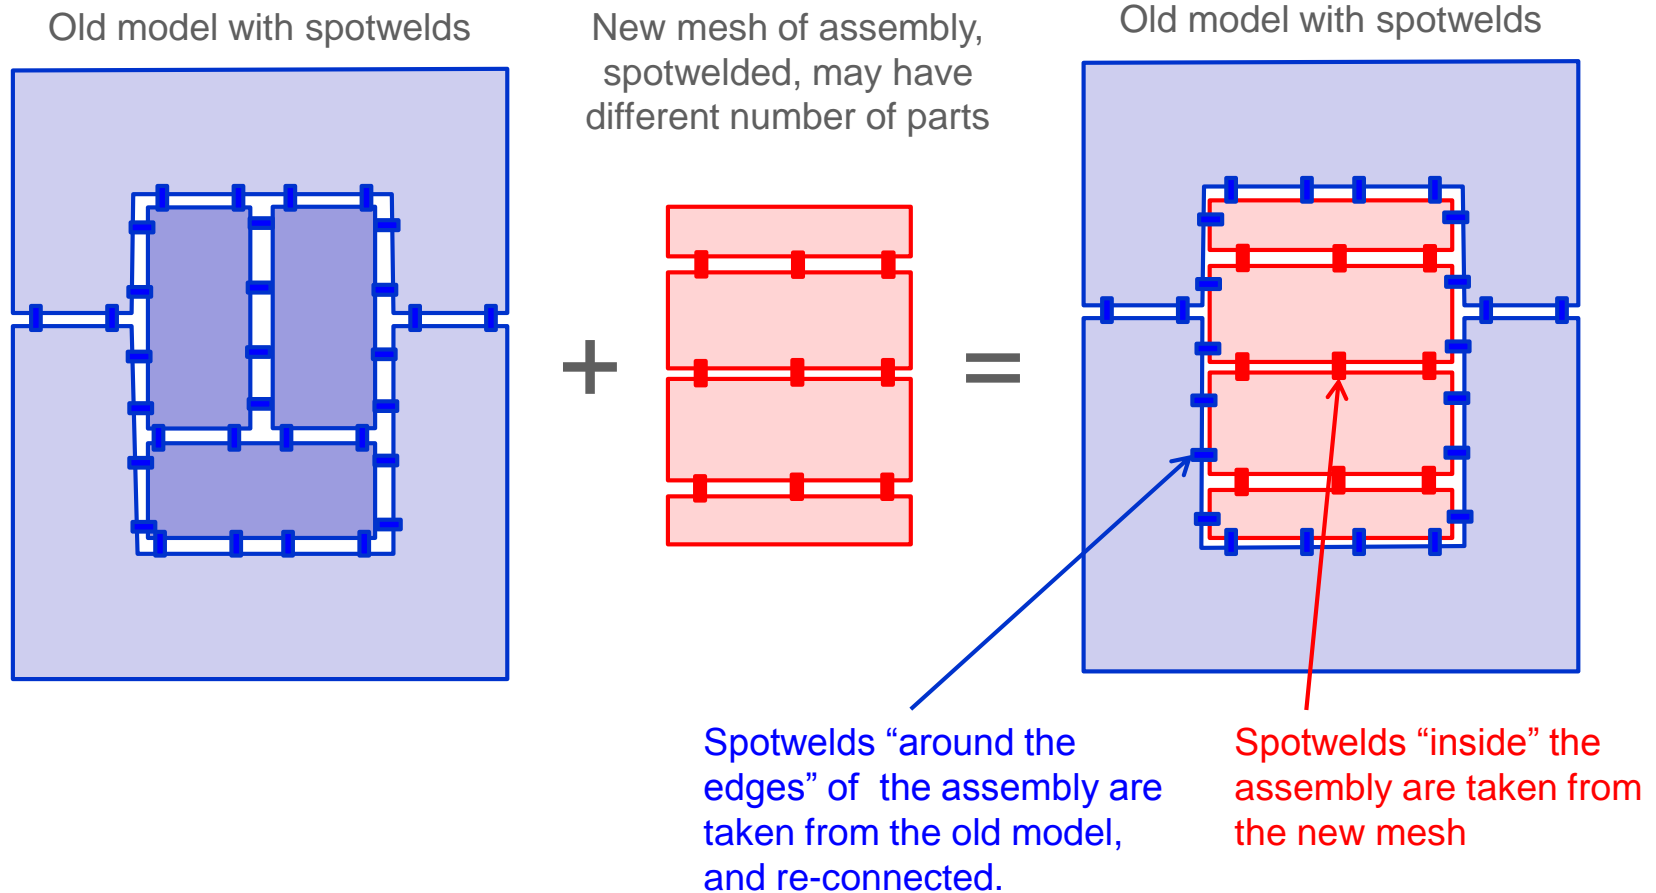 Old model with spotwelds
New mesh of assembly,
spotwelded, may have
different number of parts
Old model with spotwelds
+
=
Spotwelds “around the
edges” of  the assembly are
taken from the old model,
and re-connected.
Spotwelds “inside” the
assembly are taken from
the new mesh